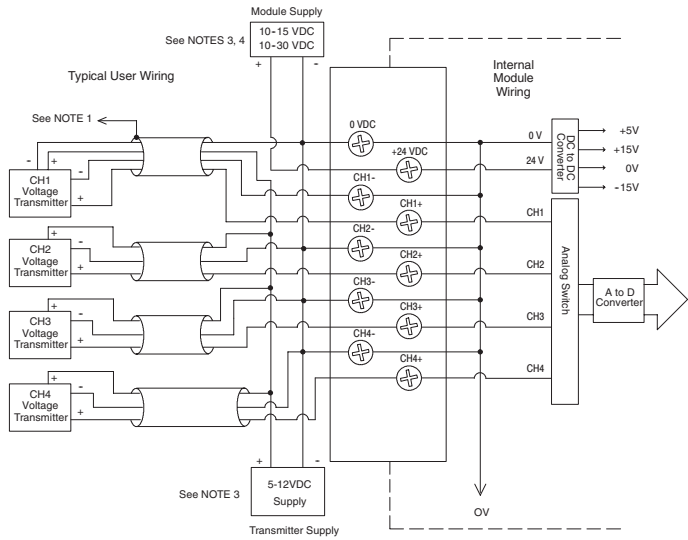 Module Supply
10-15 VDC
10-30 VDC
See NOTES 3, 4
+ -
Typical User Wiring
Internal
Module
Wiring
See NOTE 1
0 VDC
0 V
+24 VDC
24 V
DC to DC
Converter
+5V
+15V
0V
-15V
- +
-
+
CH1
Voltage
Transmitter
CH1-
CH1+
CH1
+
-
+
CH2
Voltage
Transmitter
CH2-
CH2+
CH2
+
-
+
CH3
Voltage
Transmitter
CH3-
CH3+
CH3
+
-
+
CH4
Voltage
Transmitter
CH4-
CH4+
CH4
Analog Switch
A to D
Converter
+ -
See NOTE 3
5-12VDC
Supply
Transmitter Supply
OV